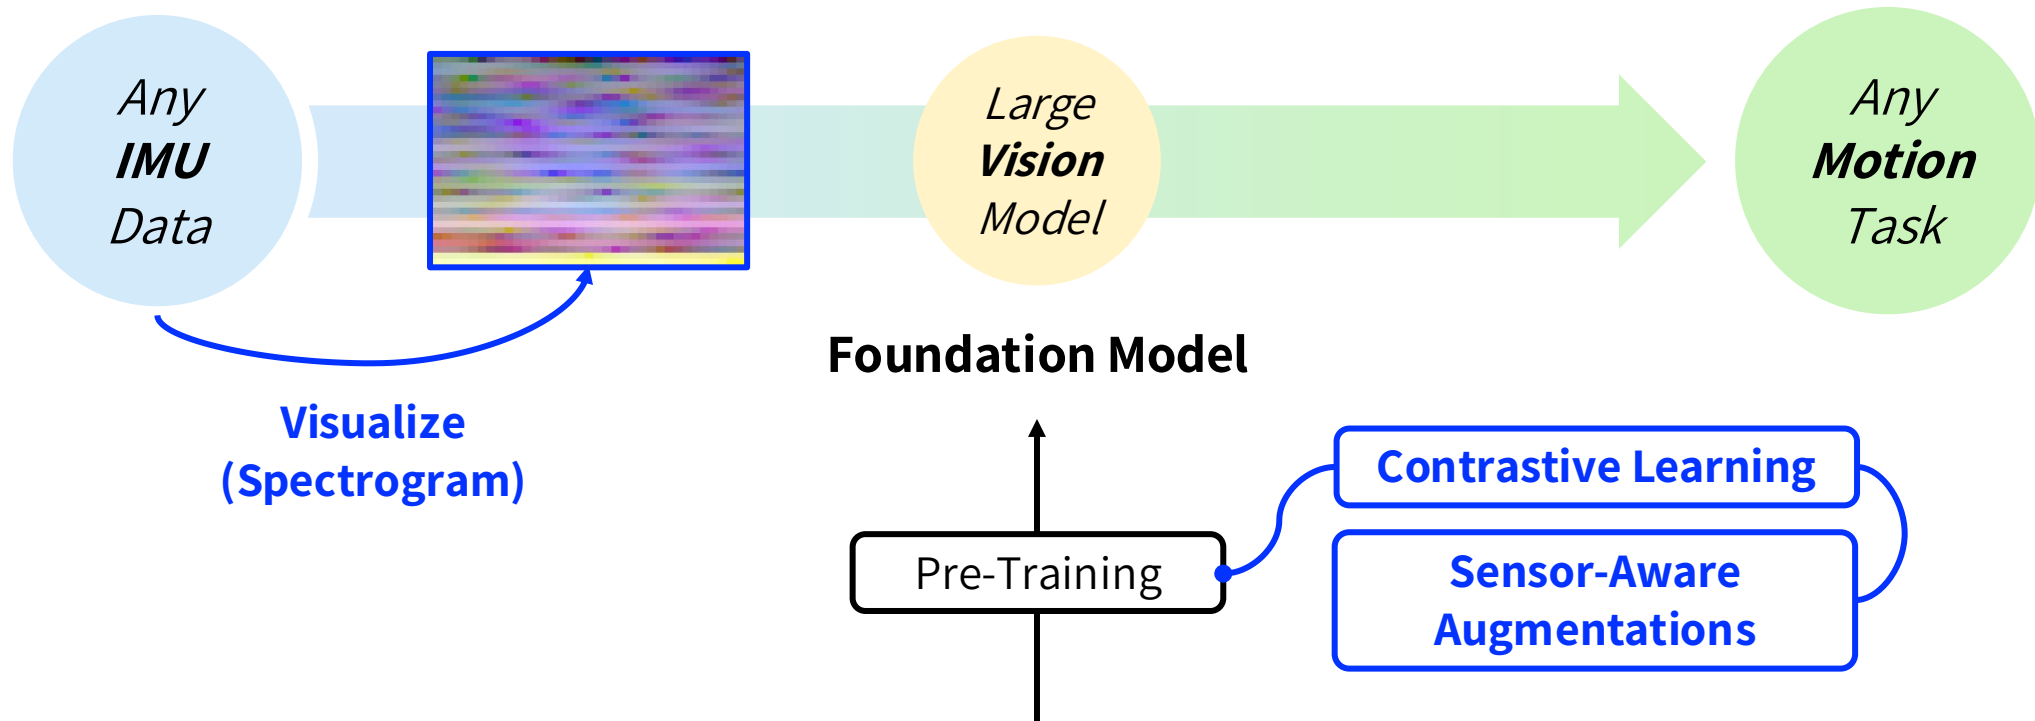 Any
IMU
Data
Large
Vision
Model
Any
Motion
Task
Foundation Model
Visualize
(Spectrogram)
Contrastive Learning
Pre-Training
Sensor-Aware
Augmentations